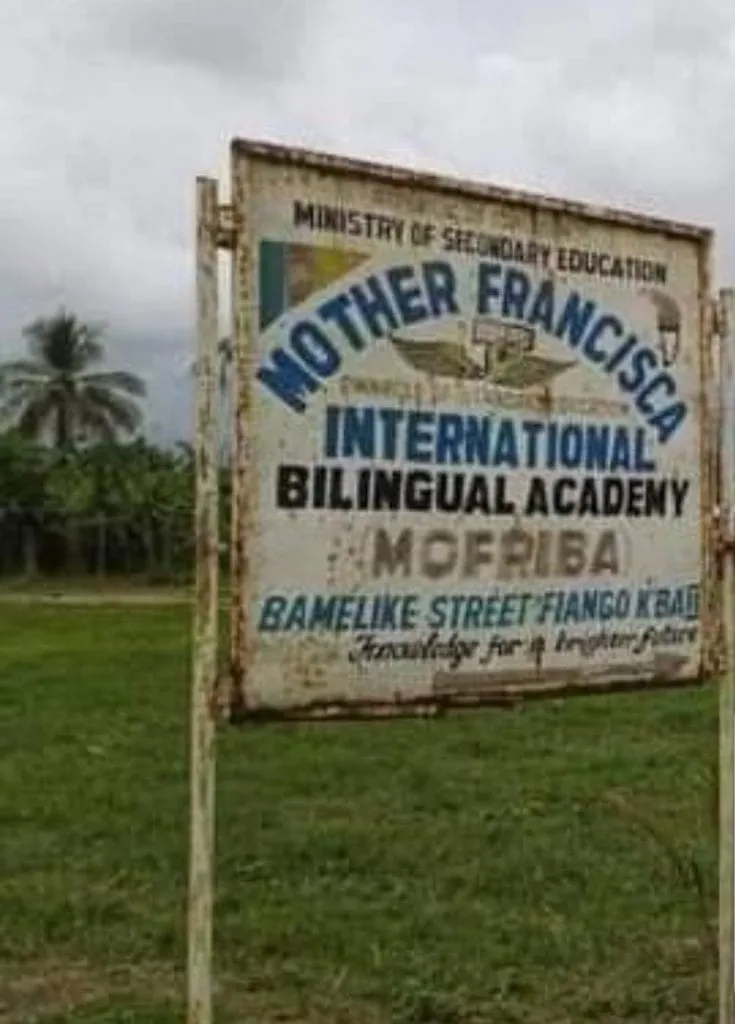 MINISTRY OF SECONDARY EDUCATION
MOTHER FRANCISCA
INTERNATIONAL
BILINGUAL ACADEMY
(MOFRIBA)
BAMELIKE STREET FIANGO K'BA
Knowledge for a brighter future